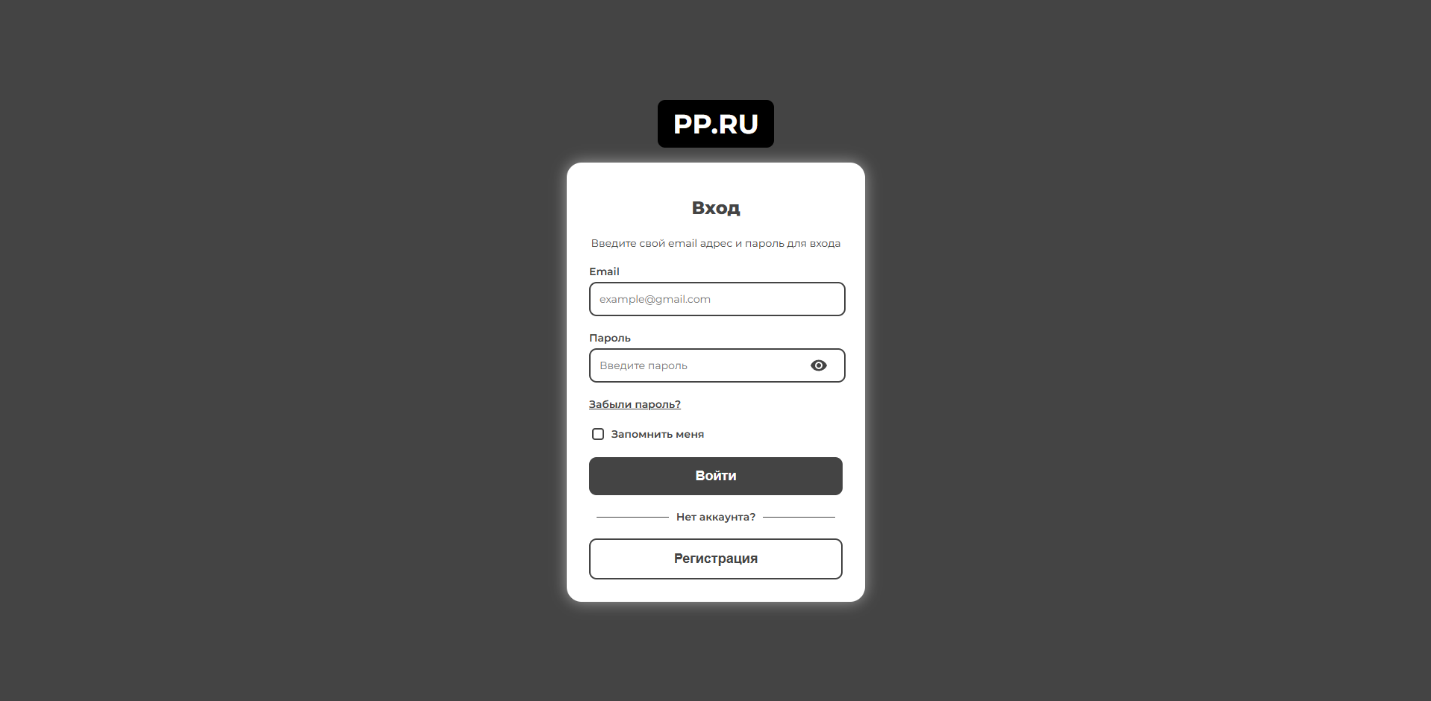 PP.RU
Вход
Введите свой email адрес и пароль для входа
Email
example@gmail.com
Пароль
Введите пароль
Забыли пароль?
Запомнить меня
Войти
Нет аккаунта?
Регистрация